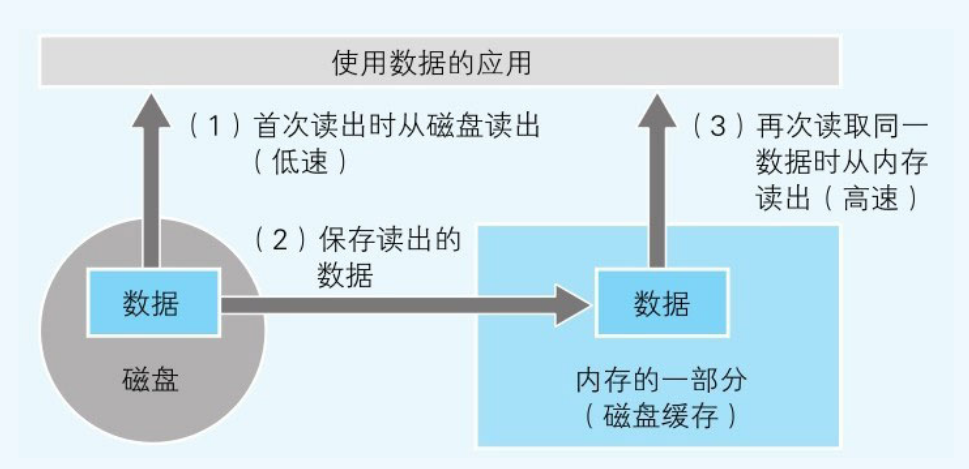 使用数据的应用
（1）首次读出时从磁盘读出
（低速）
（3）再次读取同一
数据时从内存
读出（高速）
（2）保存读出的
数据
数据
数据
磁盘
内存的一部分
（磁盘缓存）